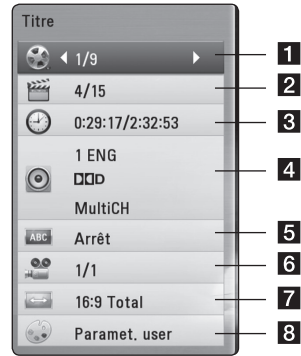 Titre
1/9
1
4/15
2
0:29:17/2:32:53
3
1 ENG
D
MultiCH
4
ABC
Arrêt
5
1/1
6
16:9 Total
7
Paramet. user
8